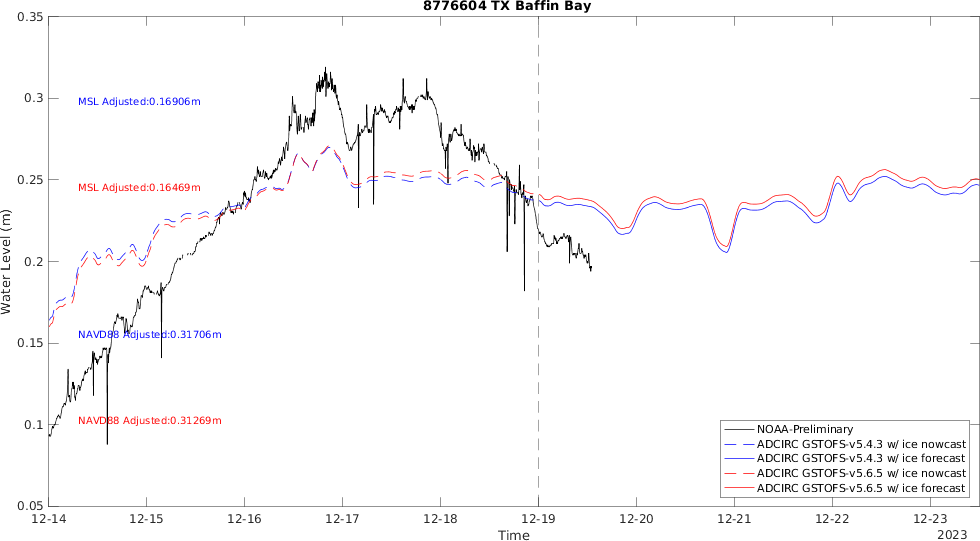 8776604 TX Baffin Bay
0.35
0.3
0.25
0.2
0.15
0.1
0.05
Water Level (m)
MSL Adjusted:0.16906m
MSL Adjusted:0.16469m
NAVD88 Adjusted:0.31706m
NAVD88 Adjusted:0.31269m
NOAA-Preliminary
ADCIRC GSTOFS-v5.4.3 w/ ice nowcast
ADCIRC GSTOFS-v5.4.3 w/ ice forecast
ADCIRC GSTOFS-v5.6.5 w/ ice nowcast
ADCIRC GSTOFS-v5.6.5 w/ ice forecast
12-14 12-15 12-16 12-17 12-18 12-19 12-20 12-21 12-22 12-23
Time
2023